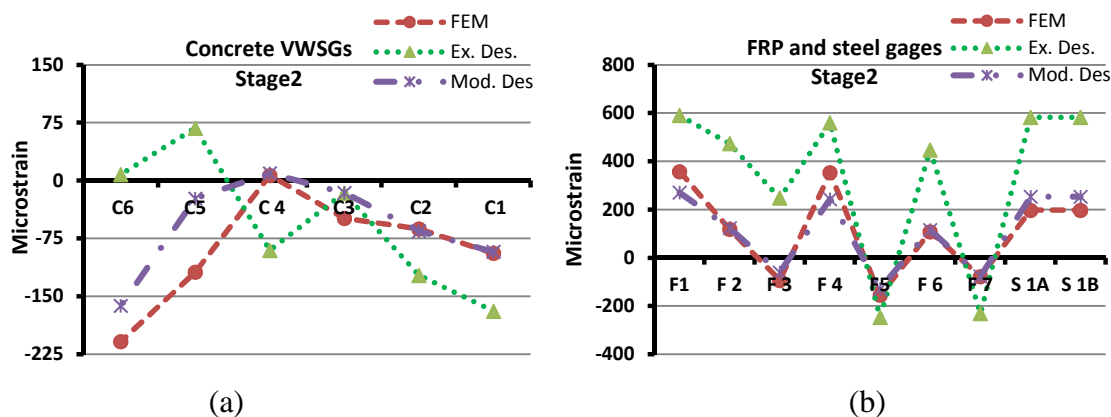 Concrete VWSGs
Stage2
FEM
Ex. Des.
Mod. Des
Microstrain
150
75
0
-75
-150
-225
C6 C5 C 4 C3 C2 C1
(a)
FRP and steel gages
Stage2
FEM
Ex. Des.
Mod. Des
Microstrain
800
600
400
200
0
-200
-400
F1 F 2 F 3 F 4 F5 F 6 F 7 S 1A S 1B
(b)